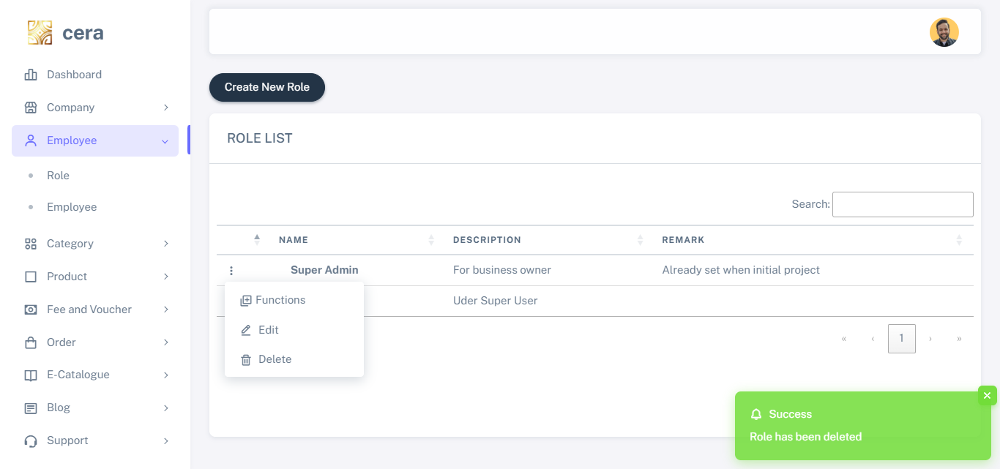 cera
Dashboard
Company
Employee
Role
Employee
Category
Product
Fee and Voucher
Order
E-Catalogue
Blog
Support
Create New Role
ROLE LIST
Search:
NAME DESCRIPTION REMARK
Super Admin For business owner Already set when initial project
Uder Super User
Functions
Edit
Delete
« ‹ 1 › »
Success
Role has been deleted